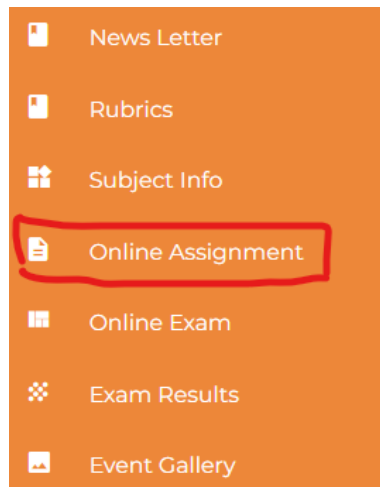 News Letter
Rubrics
Subject Info
Online Assignment
Online Exam
Exam Results
Event Gallery